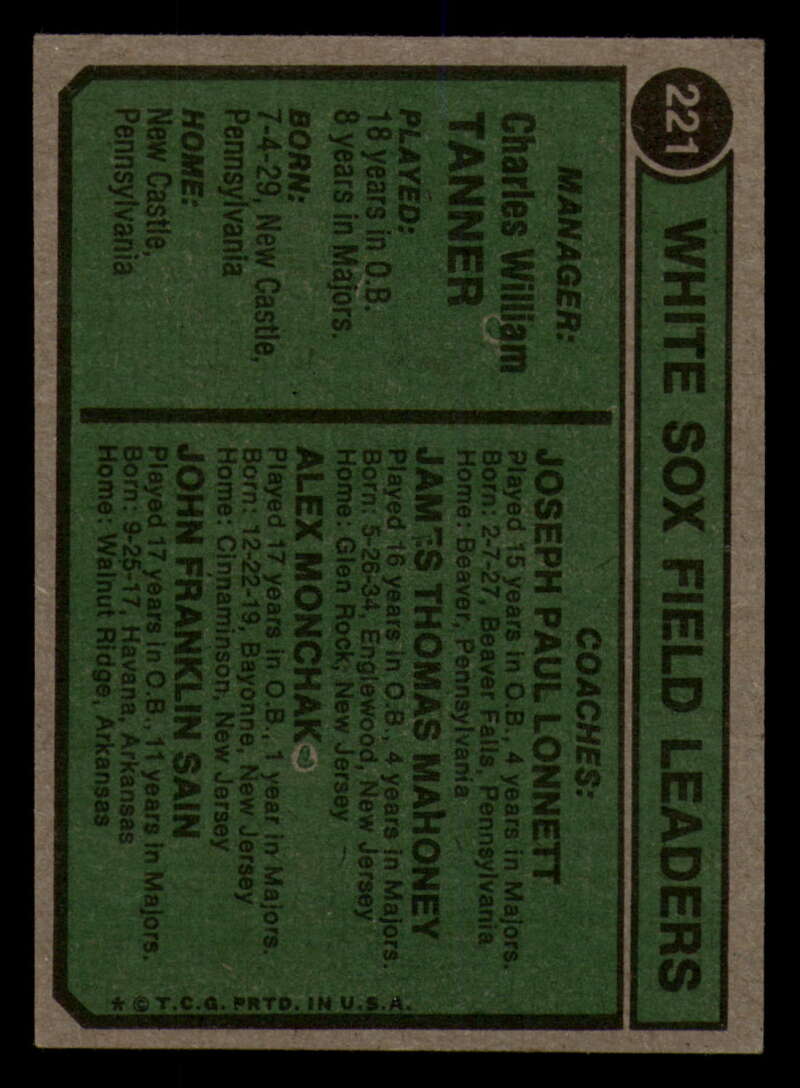 221
WHITE SOX FIELD LEADERS
MANAGER:
Charles William
TANNER
PLAYED:
18 years in O.B.
8 years in Majors.
BORN:
7-4-29, New Castle,
Pennsylvania
HOME:
New Castle,
Pennsylvania
COACHES:
JOSEPH PAUL LONNETT
Played 15 years in O.B., 4 years in Majors.
Born: 2-7-27, Beaver Falls, Pennsylvania
Home: Beaver, Pennsylvania
JAMES THOMAS MAHONEY
Played 16 years in O.B., 4 years in Majors.
Born: 5-26-34, Englewood, New Jersey
Home: Glen Rock, New Jersey
ALEX MONCHAK
Played 17 years in O.B., 1 year in Majors.
Born: 12-22-19, Bayonne, New Jersey
Home: Cinnaminson, New Jersey
JOHN FRANKLIN SAIN
Played 17 years in O.B., 11 years in Majors.
Born: 9-25-17, Havana, Arkansas
Home: Walnut Ridge, Arkansas
* © T.C.G. PRTD. IN U.S.A.